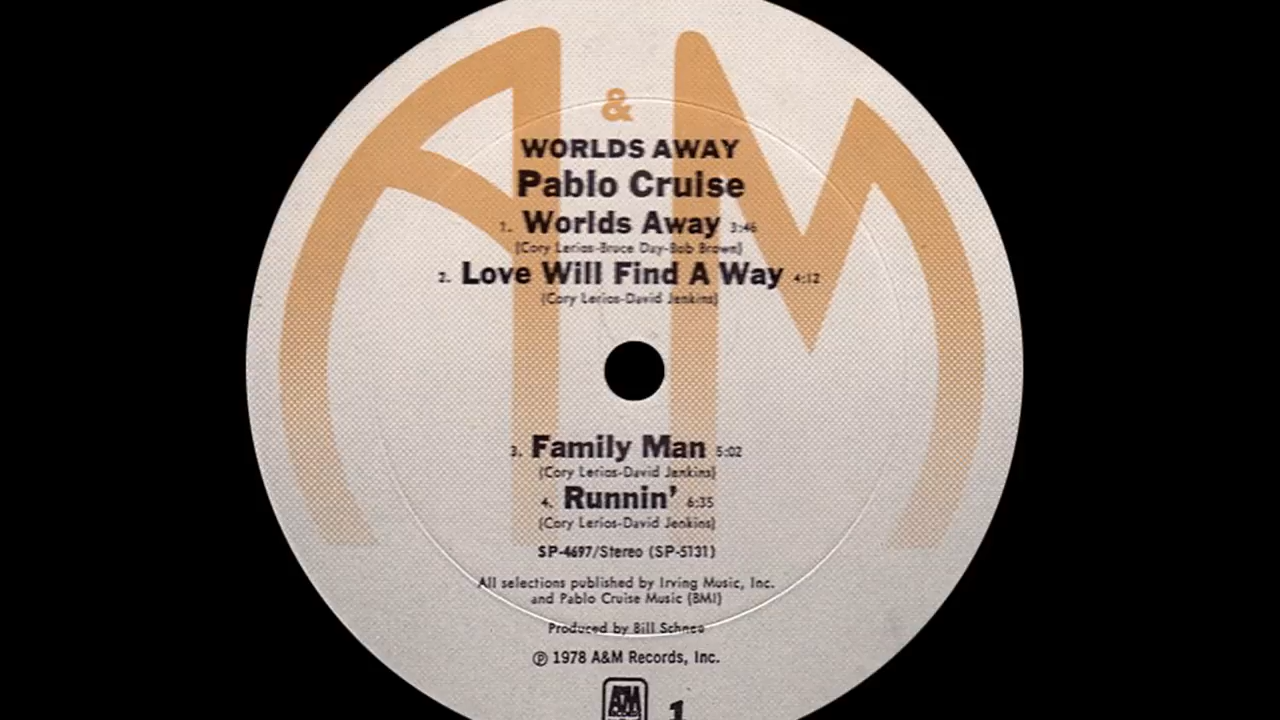 A & M
WORLDS AWAY
Pablo Cruise
1. Worlds Away 3:46
(Cory Lerios-Bruce Day-Bob Brown)
2. Love Will Find A Way 4:12
(Cory Lerios-David Jenkins)
3. Family Man 5:02
(Cory Lerios-David Jenkins)
4. Runnin’ 6:35
(Cory Lerios-David Jenkins)
SP-4697/Stereo (SP-5131)
All selections published by Irving Music, Inc.
and Pablo Cruise Music (BMI)
Produced by Bill Schnee
℗ 1978 A&M Records, Inc.
A&M
1